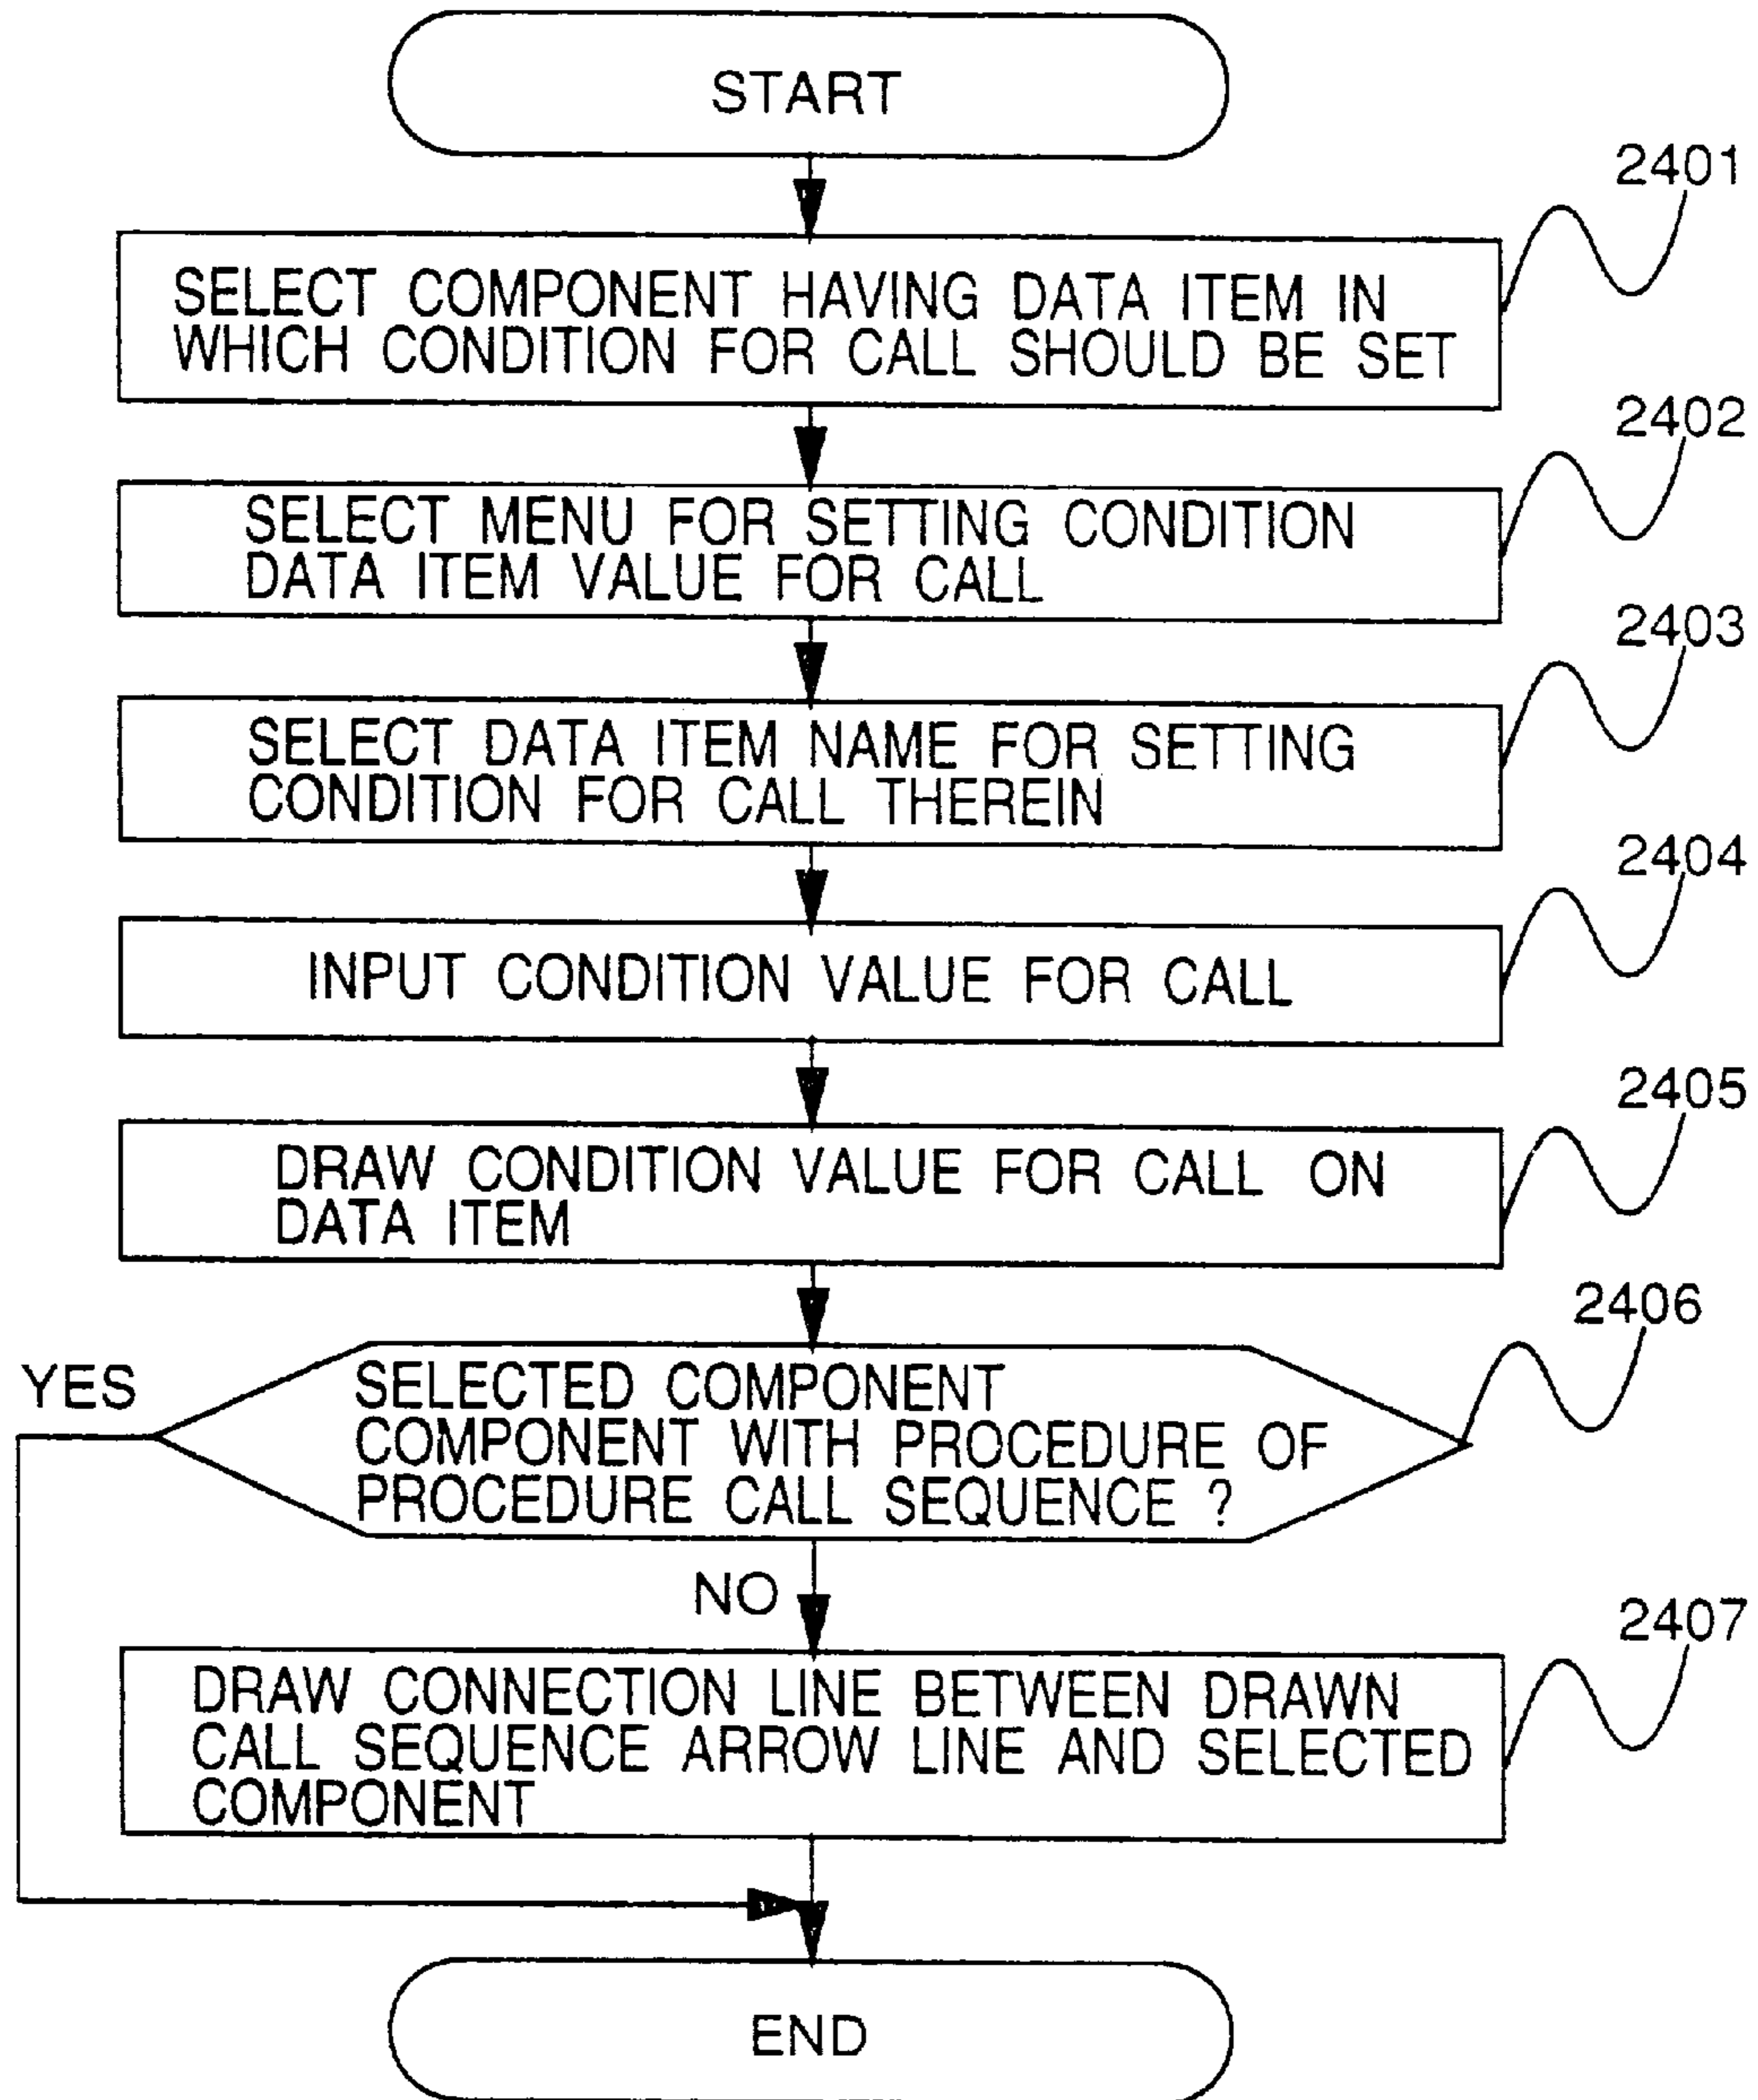 START
2401
SELECT COMPONENT HAVING DATA ITEM IN
WHICH CONDITION FOR CALL SHOULD BE SET
2402
SELECT MENU FOR SETTING CONDITION
DATA ITEM VALUE FOR CALL
2403
SELECT DATA ITEM NAME FOR SETTING
CONDITION FOR CALL THEREIN
2404
INPUT CONDITION VALUE FOR CALL
2405
DRAW CONDITION VALUE FOR CALL ON
DATA ITEM
2406
YES
SELECTED COMPONENT
COMPONENT WITH PROCEDURE OF
PROCEDURE CALL SEQUENCE ?
NO
2407
DRAW CONNECTION LINE BETWEEN DRAWN
CALL SEQUENCE ARROW LINE AND SELECTED
COMPONENT
END